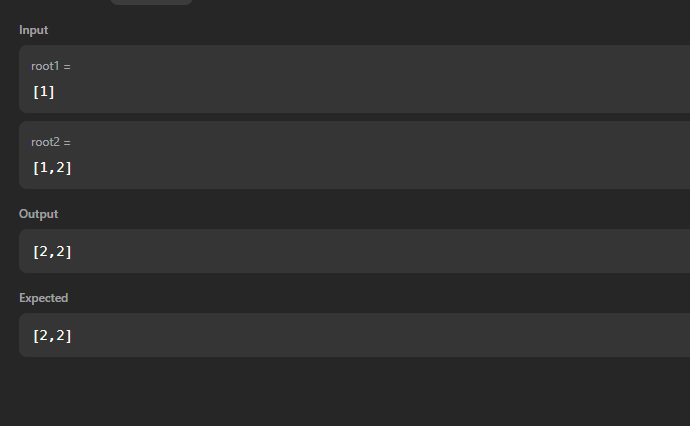 Input
root1 =
[1]
root2 =
[1,2]
Output
[2,2]
Expected
[2,2]